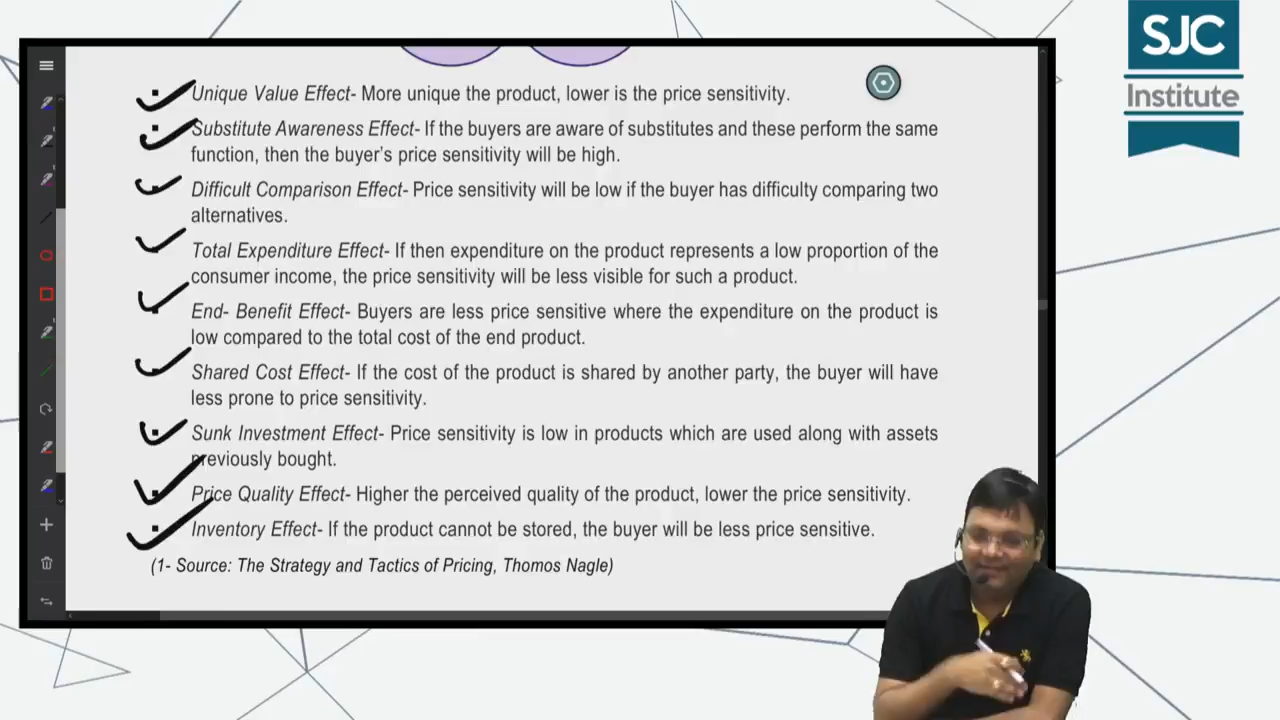 SJC
Institute
Unique Value Effect- More unique the product, lower is the price sensitivity.
Substitute Awareness Effect- If the buyers are aware of substitutes and these perform the same
function, then the buyer's price sensitivity will be high.
Difficult Comparison Effect- Price sensitivity will be low if the buyer has difficulty comparing two
alternatives.
Total Expenditure Effect- If then expenditure on the product represents a low proportion of the
consumer income, the price sensitivity will be less visible for such a product.
End- Benefit Effect- Buyers are less price sensitive where the expenditure on the product is
low compared to the total cost of the end product.
Shared Cost Effect- If the cost of the product is shared by another party, the buyer will have
less prone to price sensitivity.
Sunk Investment Effect- Price sensitivity is low in products which are used along with assets
previously bought.
Price Quality Effect- Higher the perceived quality of the product, lower the price sensitivity.
Inventory Effect- If the product cannot be stored, the buyer will be less price sensitive.
(1- Source: The Strategy and Tactics of Pricing, Thomos Nagle)